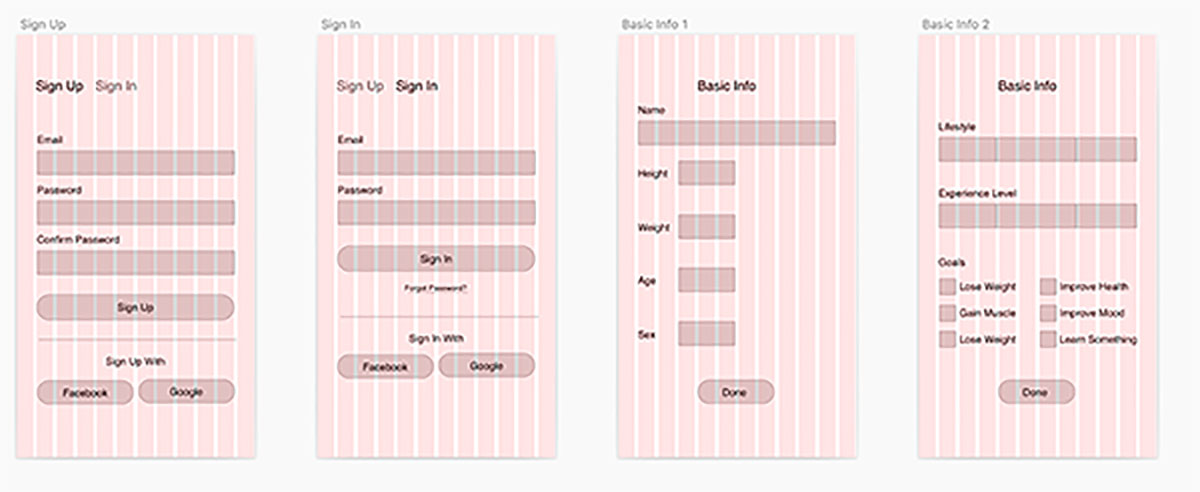 Sign Up
Sign Up Sign In
Email
Password
Confirm Password
Sign Up
Sign Up With
Facebook Google
Sign In
Sign Up Sign In
Email
Password
Sign In
Forgot Password?
Sign In With
Facebook Google
Basic Info 1
Basic Info
Name
Height
Weight
Age
Sex
Done
Basic Info 2
Basic Info
Lifestyle
Experience Level
Goals
Lose Weight Improve Health
Gain Muscle Improve Mood
Lose Weight Learn Something
Done